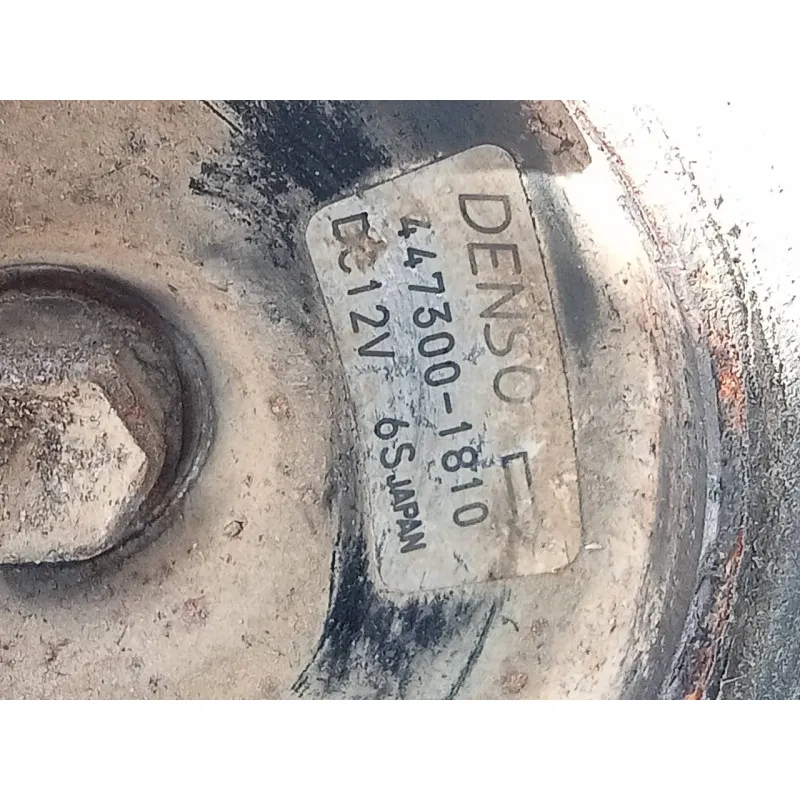 DENSO
447300-1810
DC12V 6S JAPAN